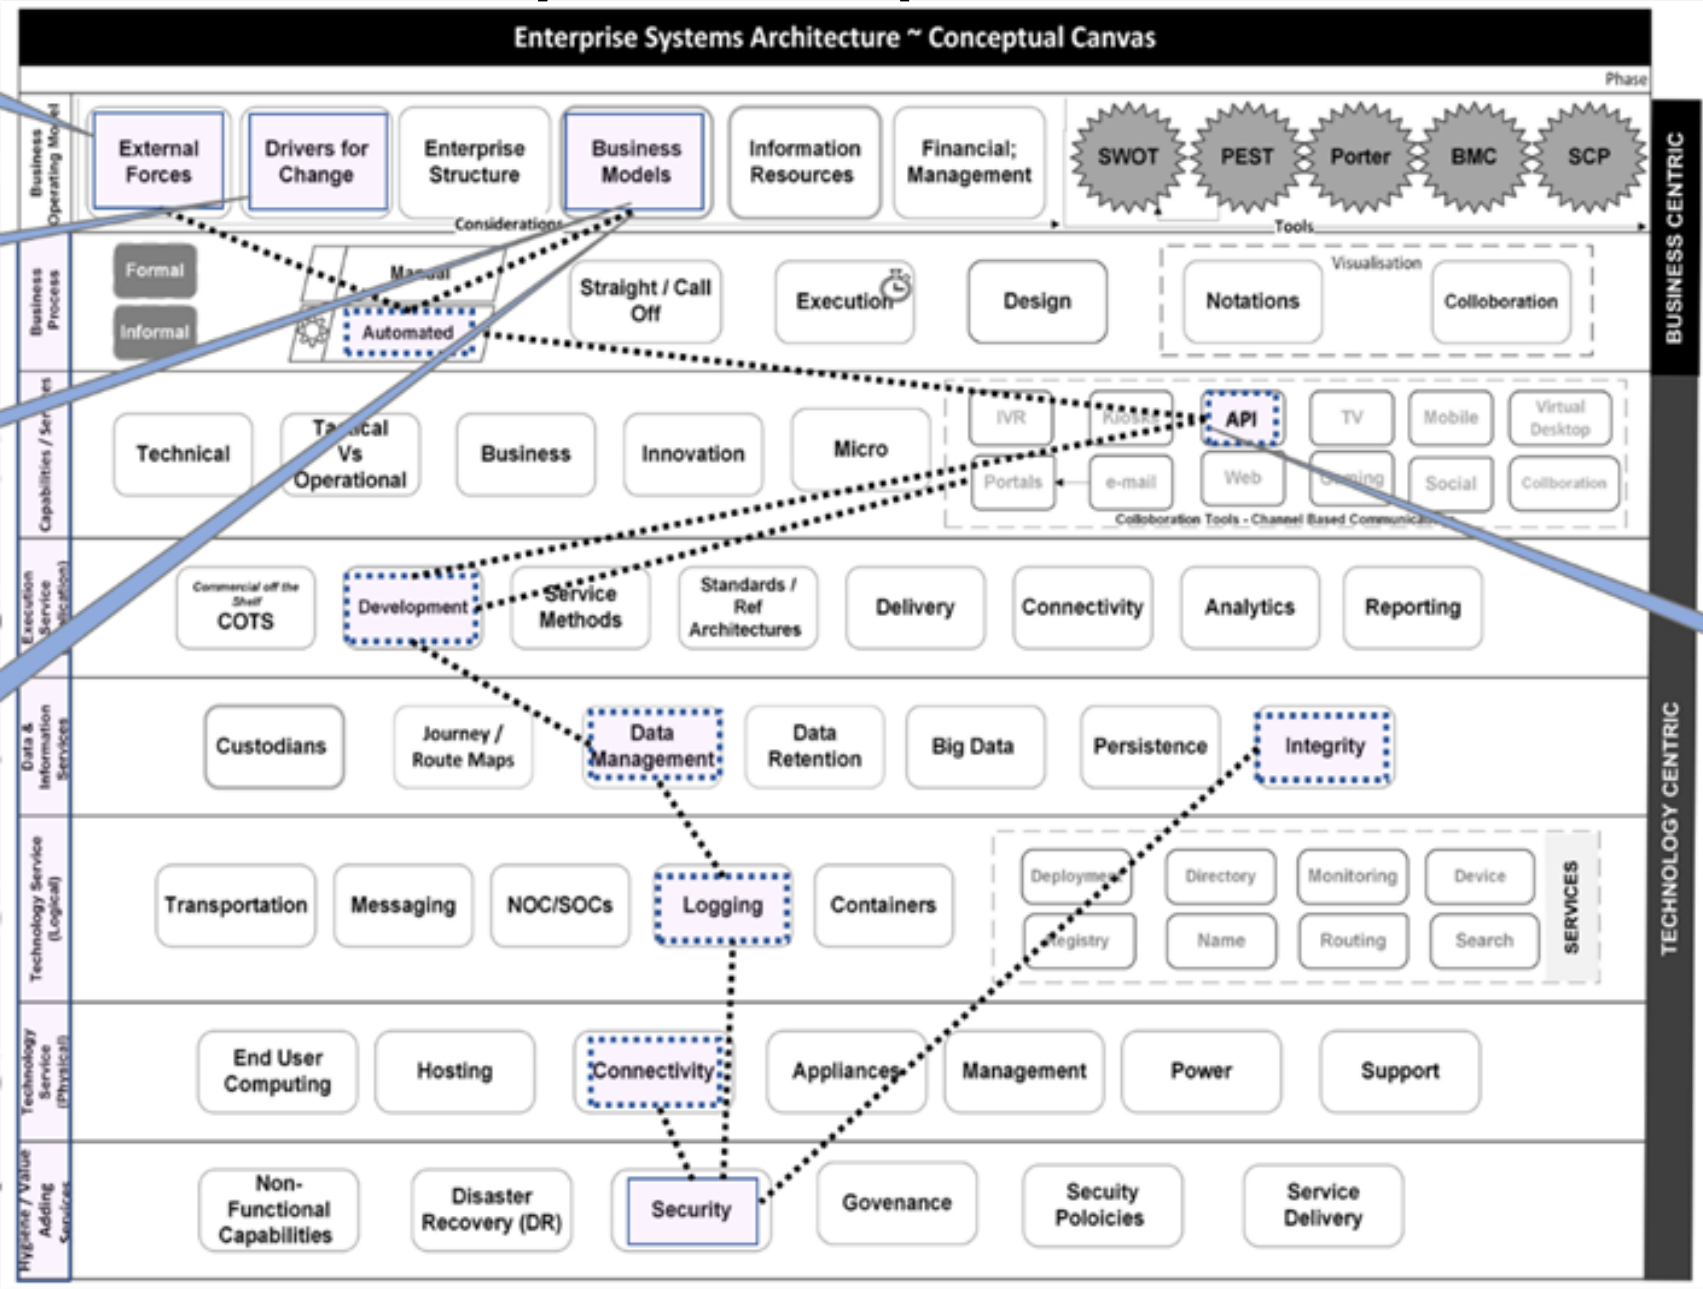 Enterprise Systems Architecture ~ Conceptual Canvas
Phase
Business
Operating Model
External
Forces
Drivers for
Change
Enterprise
Structure
Business
Models
Information
Resources
Financial;
Management
SWOT
PEST
Porter
BMC
SCP
Considerations
Tools
BUSINESS CENTRIC
Business
Process
Formal
Informal
Manual
Automated
Straight / Call
Off
Execution
Design
Visualisation
Notations
Colloboration
Capabilities /
Technical
Vs
Operational
Business
Innovation
Micro
IVR
Kiosks
API
TV
Mobile
Virtual
Desktop
Portals
e-mail
Web
Gaming
Social
Collboration
Colloboration Tools - Channel Based
TECHNOLOGY CENTRIC
Execution
Service
Commercial off the
Shelf
COTS
Development
Service
Methods
Standards /
Ref
Architectures
Delivery
Connectivity
Analytics
Reporting
Data &
Information
Services
Custodians
Journey /
Route Maps
Data
Management
Data
Retention
Big Data
Persistence
Integrity
Technology Service
(Logical)
Transportation
Messaging
NOC/SOCs
Logging
Containers
Deployment
Directory
Monitoring
Device
Registry
Name
Routing
Search
SERVICES
Technology
Service
(Physical)
End User
Computing
Hosting
Connectivity
Appliances
Management
Power
Support
Hygiene / Value
Adding
Services
Non-
Functional
Capabilities
Disaster
Recovery (DR)
Security
Govenance
Secuity
Poloicies
Service
Delivery